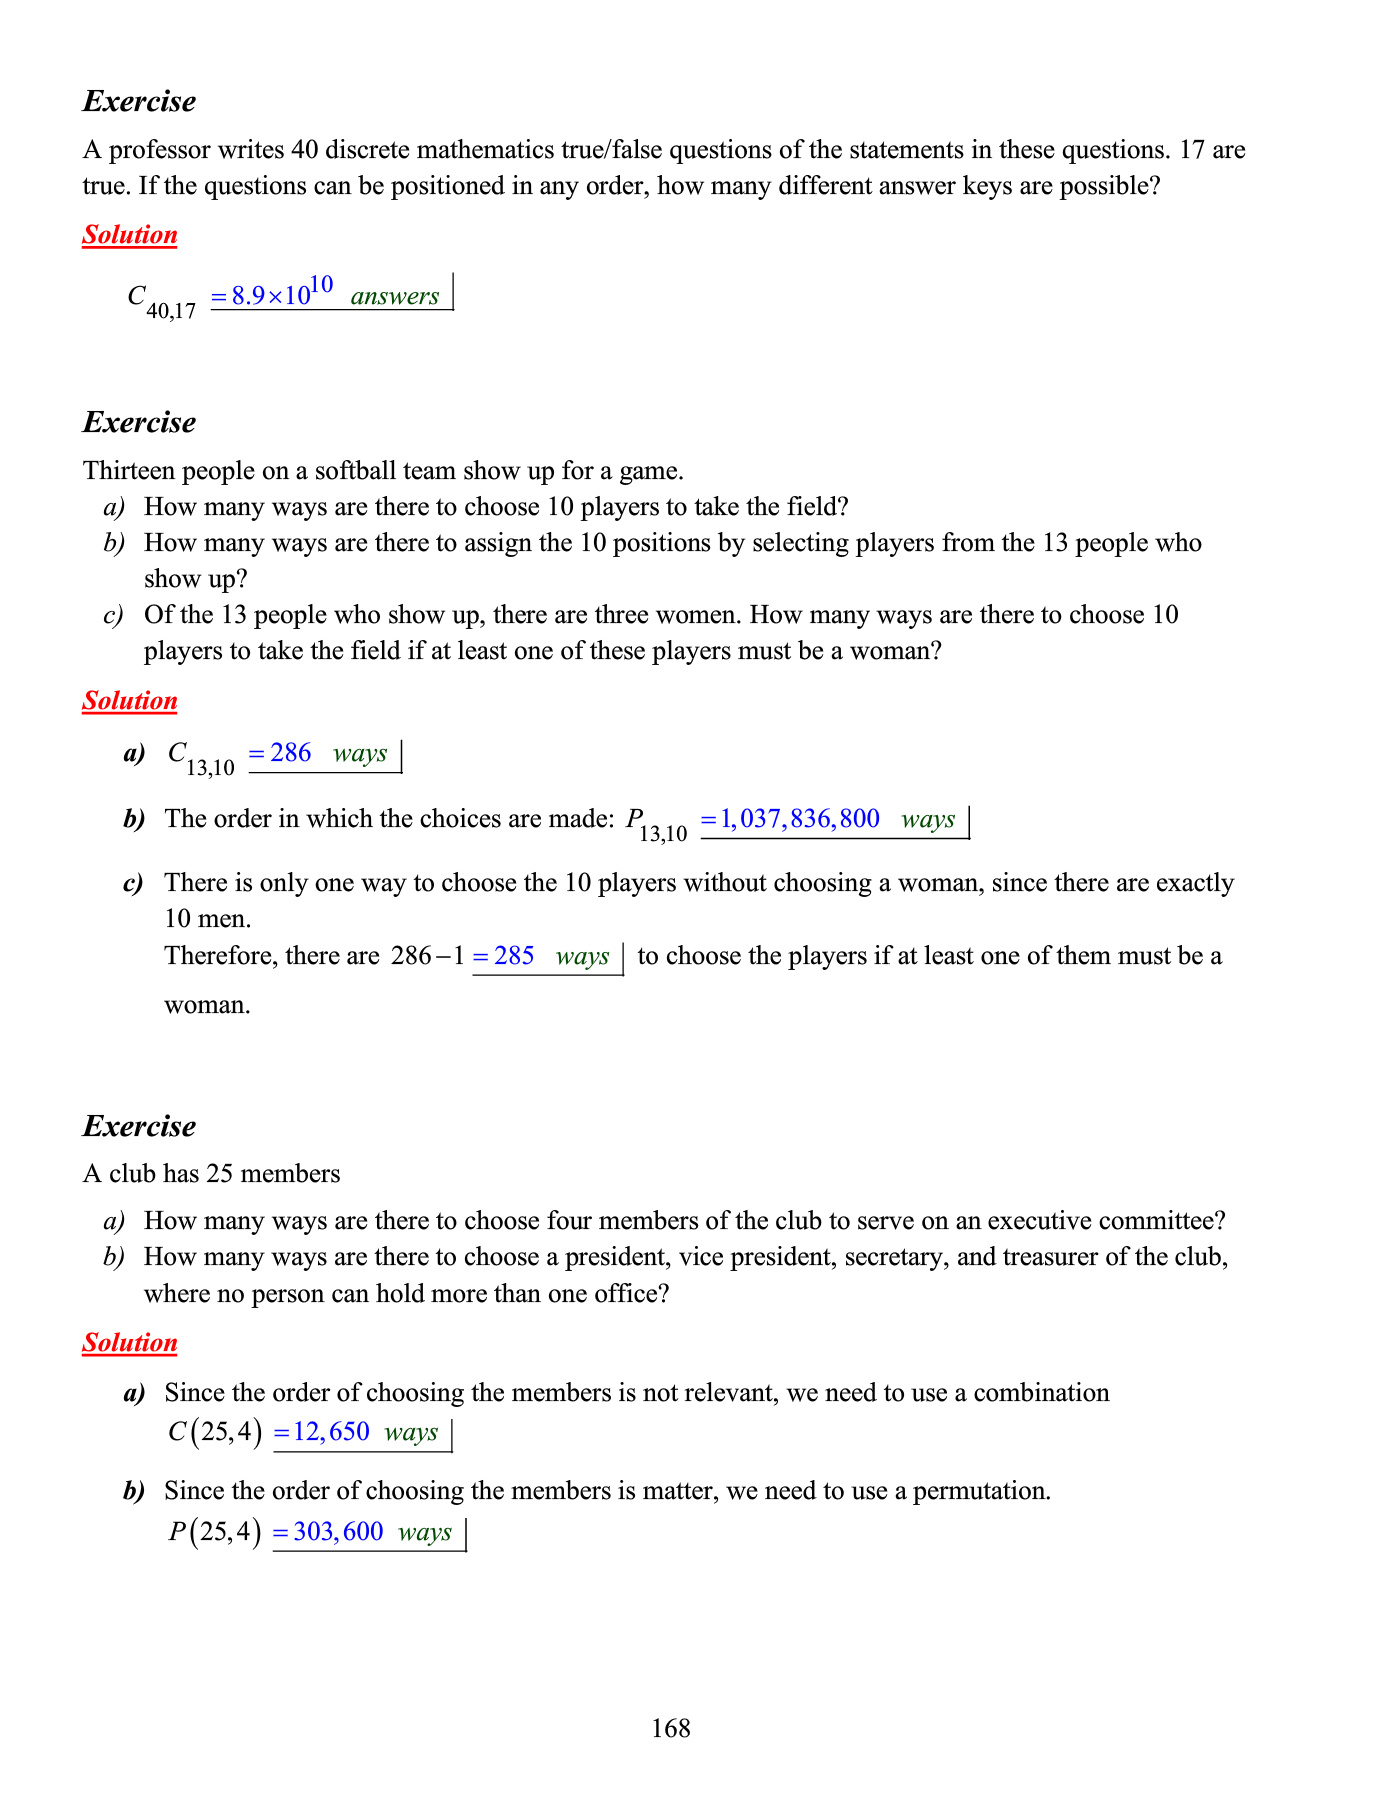 Exercise
A professor writes 40 discrete mathematics true/false questions of the statements in these questions. 17 are
true. If the questions can be positioned in any order, how many different answer keys are possible?
Solution
C₄₀,₁₇ = 8.9×10¹⁰ answers
Exercise
Thirteen people on a softball team show up for a game.
a) How many ways are there to choose 10 players to take the field?
b) How many ways are there to assign the 10 positions by selecting players from the 13 people who
show up?
c) Of the 13 people who show up, there are three women. How many ways are there to choose 10
players to take the field if at least one of these players must be a woman?
Solution
a) C₁₃,₁₀ = 286 ways
b) The order in which the choices are made: P₁₃,₁₀ = 1,037,836,800 ways
c) There is only one way to choose the 10 players without choosing a woman, since there are exactly
10 men.
Therefore, there are 286−1 = 285 ways to choose the players if at least one of them must be a
woman.
Exercise
A club has 25 members
a) How many ways are there to choose four members of the club to serve on an executive committee?
b) How many ways are there to choose a president, vice president, secretary, and treasurer of the club,
where no person can hold more than one office?
Solution
a) Since the order of choosing the members is not relevant, we need to use a combination
C(25,4) = 12,650 ways
b) Since the order of choosing the members is matter, we need to use a permutation.
P(25,4) = 303,600 ways
168